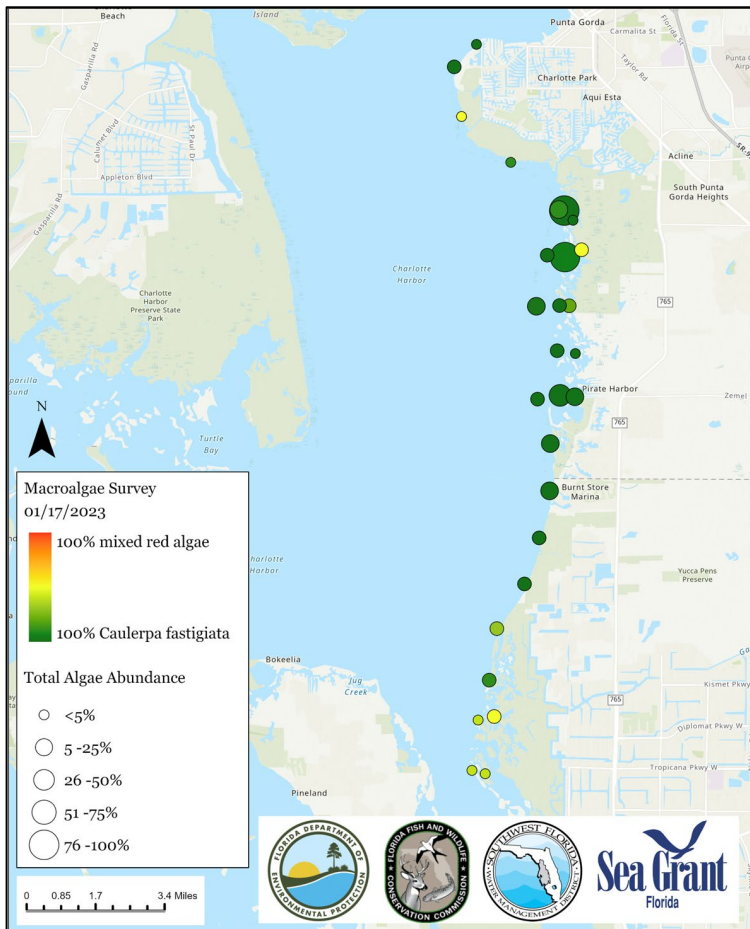 Beach
Island
Punta Gorda
Carmalita St
Florida St
Taylor Rd
Punta G
Airp
Gasparilla Rd
Charlotte Park
Aqui Esta
Calumet Blvd
St Paul Dr
Appleton Blvd
Acline
South Punta
Gorda Heights
Gasparilla Rd
Charlotte
Harbor
Charlotte
Harbor
Preserve State
Park
765
sparilla
ound
Pirate Harbor
Zemel
765
N
Turtle
Bay
Burnt Store
Marina
Macroalgae Survey
01/17/2023
100% mixed red algae
100% Caulerpa fastigiata
harlotte
Harbor
Yucca Pens
Preserve
Total Algae Abundance
<5%
5 -25%
26 -50%
51 -75%
76 -100%
Bokeelia
Jug
Creek
Kismet Pkwy
765
Diplomat Pkwy W
Tropicana Pkwy W
Pineland
0 0.85 1.7 3.4 Miles
FLORIDA DEPARTMENT OF
ENVIRONMENTAL PROTECTION
FLORIDA FISH AND WILDLIFE
CONSERVATION COMMISSION
SOUTHWEST FLORIDA
WATER MANAGEMENT DISTRICT
Sea Grant
Florida